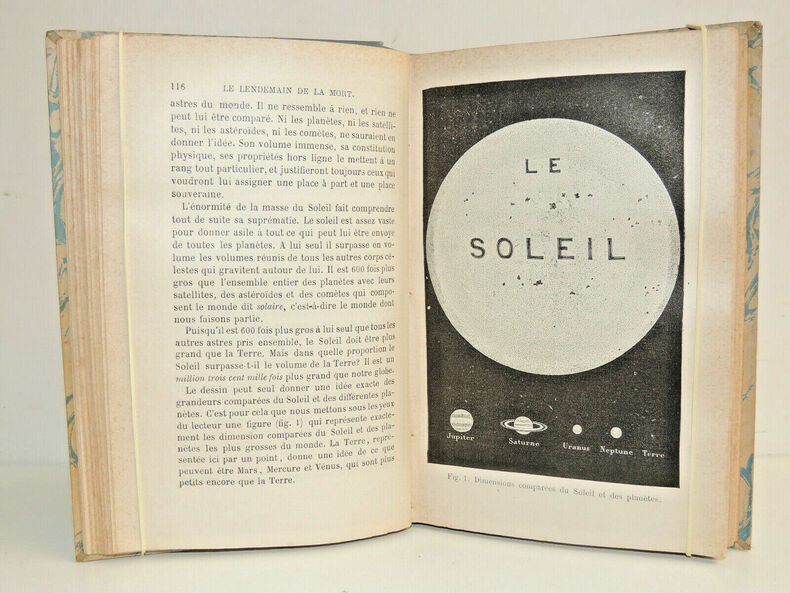 116 LE LENDEMAIN DE LA MORT.
astres du monde. Il ne ressemble à rien, et rien ne
peut lui être comparé. Ni les planètes, ni les satelli-
tes, ni les astéroïdes, ni les comètes, ne sauraient en
donner l'idée. Son volume immense, sa constitution
physique, ses propriétés hors ligne le mettent à un
rang tout particulier, et justifieront toujours ceux qui
voudront lui assigner une place à part et une place
souveraine.
L'énormité de la masse du Soleil fait comprendre
tout de suite sa suprématie. Le soleil est assez vaste
pour donner asile à tout ce qui peut lui être envoyé
de toutes les planètes. A lui seul il surpasse en vo-
lume les volumes réunis de tous les autres corps cé-
lestes qui gravitent autour de lui. Il est 600 fois plus
gros que l'ensemble entier des planètes avec leurs
satellites, des astéroïdes et des comètes qui compo-
sent le monde dit solaire, c'est-à-dire le monde dont
nous faisons partie.
Puisqu'il est 600 fois plus gros à lui seul que tous les
autres astres pris ensemble, le Soleil doit être plus
grand que la Terre. Mais dans quelle proportion le
Soleil surpasse-t-il le volume de la Terre? Il est un
million trois cent mille fois plus grand que notre globe.
Le dessin peut seul donner une idée exacte des
grandeurs comparées du Soleil et des différentes pla-
nètes. C'est pour cela que nous mettons sous les yeux
du lecteur une figure (fig. 1) qui représente exacte-
ment les dimension comparées du Soleil et des pla-
nètes les plus grosses du monde. La Terre, repré-
sentée ici par un point, donne une idée de ce que
peuvent être Mars, Mercure et Vénus, qui sont plus
petits encore que la Terre.
LE
SOLEIL
Jupiter Saturne Uranus Neptune Terre
Fig. 1. Dimensions comparées du Soleil et des planètes.